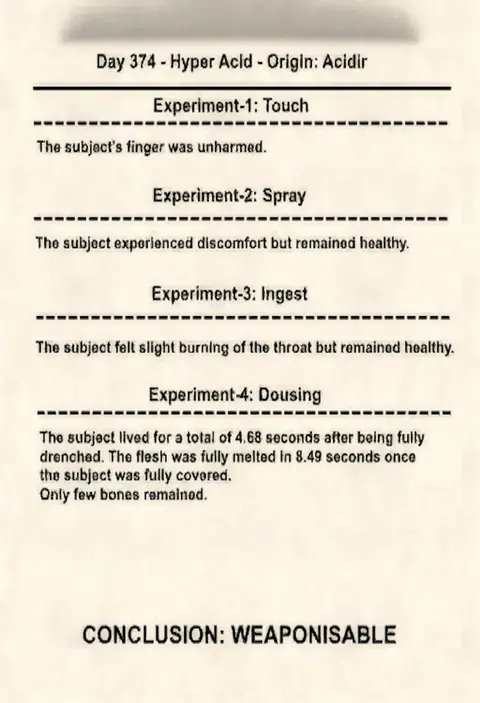 Day 374 - Hyper Acid - Origin: Acidir
Experiment-1: Touch
The subject's finger was unharmed.
Experiment-2: Spray
The subject experienced discomfort but remained healthy.
Experiment-3: Ingest
The subject felt slight burning of the throat but remained healthy.
Experiment-4: Dousing
The subject lived for a total of 4.68 seconds after being fully
drenched. The flesh was fully melted in 8.49 seconds once
the subject was fully covered.
Only few bones remained.
CONCLUSION: WEAPONISABLE